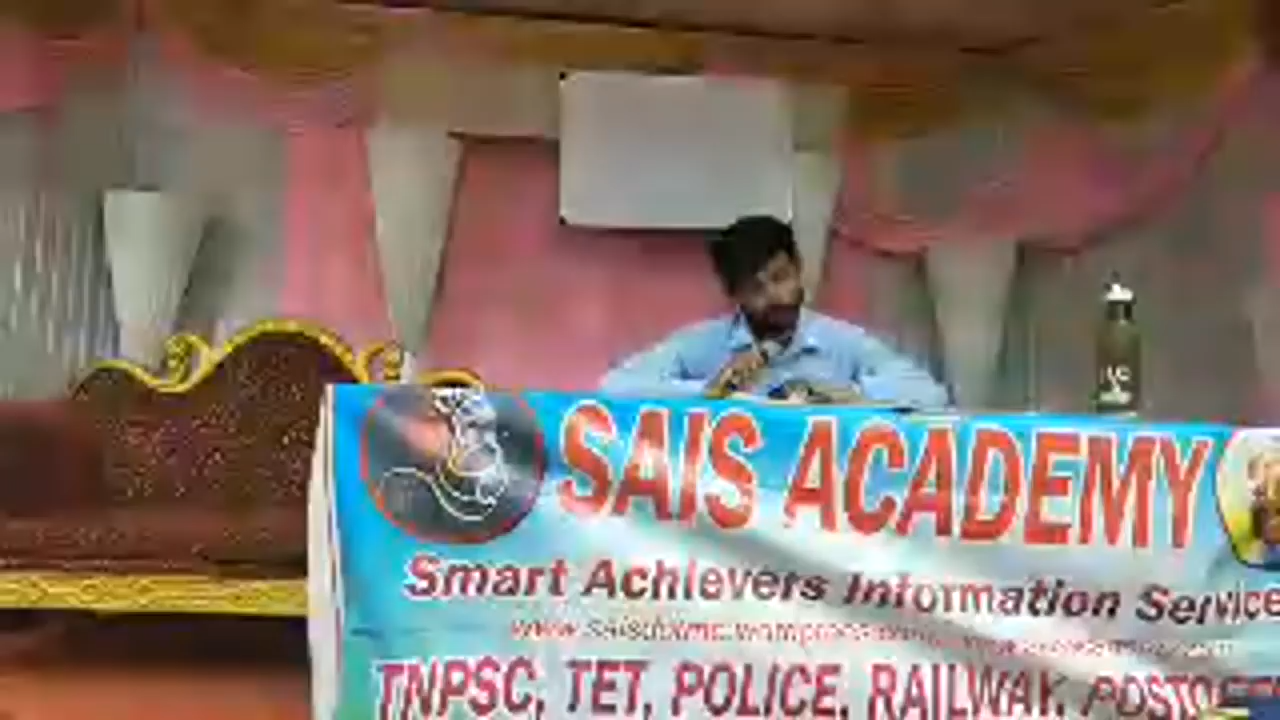 SAIS ACADEMY
Smart Achievers Information Service
TNPSC, TET, POLICE, RAILWAY,